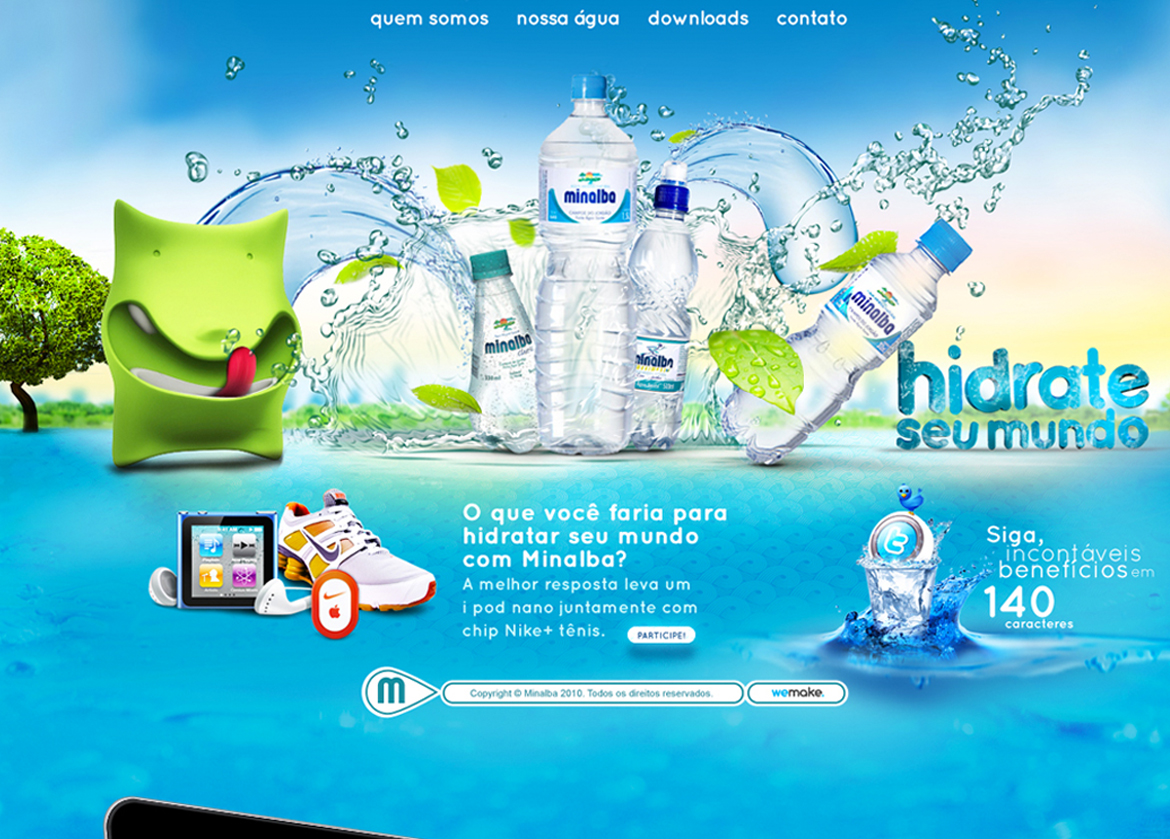 quem somos nossa água downloads contato
minalba
minalba
minalba
minalba
hidrate
seu mundo
O que você faria para
hidratar seu mundo
com Minalba?
A melhor resposta leva um
i pod nano juntamente com
chip Nike+ tênis.
PARTICIPE!
Siga,
incontáveis
benefícios em
140
caracteres
m
Copyright © Minalba 2010. Todos os direitos reservados.
wemake.